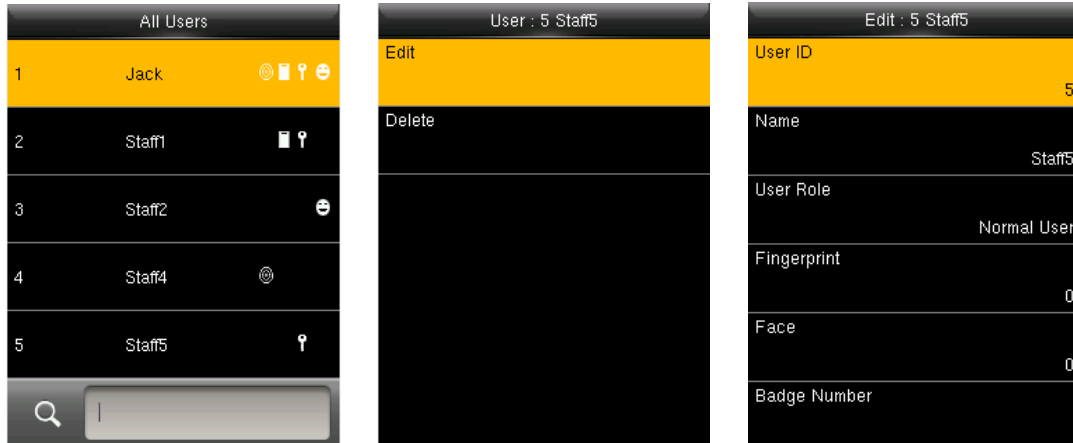 All Users
1 Jack
2 Staff1
3 Staff2
4 Staff4
5 Staff5
User : 5 Staff5
Edit
Delete
Edit : 5 Staff5
User ID
5
Name
Staff5
User Role
Normal User
Fingerprint
0
Face
0
Badge Number